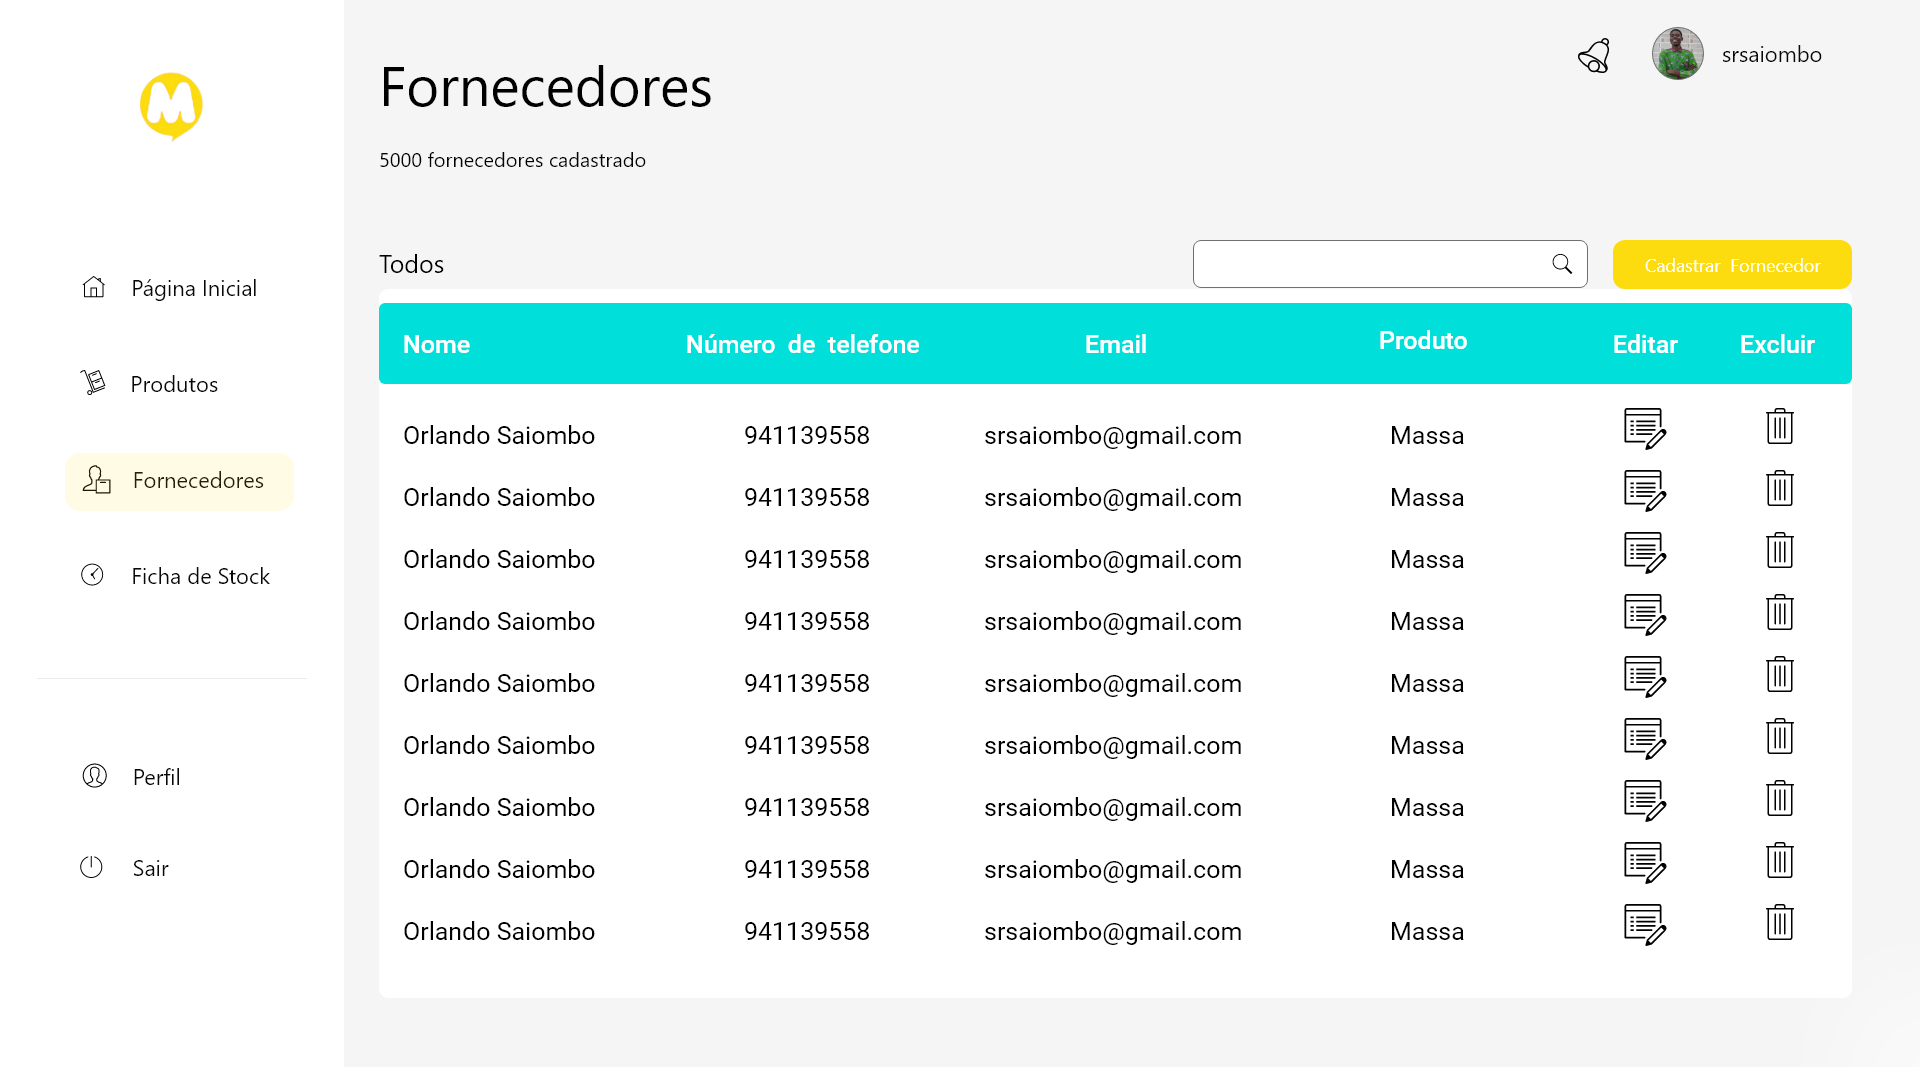 M
srsaiombo
Fornecedores
5000 fornecedores cadastrado
Página Inicial
Produtos
Fornecedores
Ficha de Stock
Perfil
Sair
Todos
Cadastrar Fornecedor
Nome Número de telefone Email Produto Editar Excluir
Orlando Saiombo 941139558 srsaiombo@gmail.com Massa
Orlando Saiombo 941139558 srsaiombo@gmail.com Massa
Orlando Saiombo 941139558 srsaiombo@gmail.com Massa
Orlando Saiombo 941139558 srsaiombo@gmail.com Massa
Orlando Saiombo 941139558 srsaiombo@gmail.com Massa
Orlando Saiombo 941139558 srsaiombo@gmail.com Massa
Orlando Saiombo 941139558 srsaiombo@gmail.com Massa
Orlando Saiombo 941139558 srsaiombo@gmail.com Massa
Orlando Saiombo 941139558 srsaiombo@gmail.com Massa